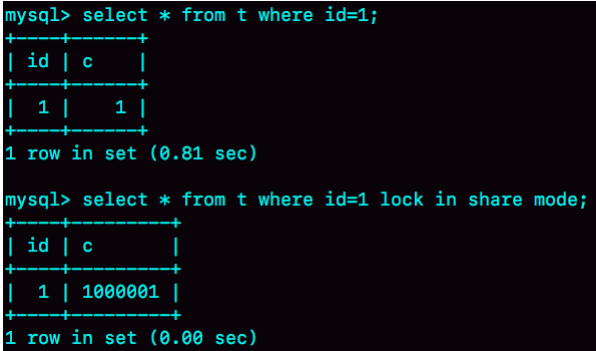 mysql> select * from t where id=1;
+----+------+
| id | c    |
+----+------+
|  1 |    1 |
+----+------+
1 row in set (0.81 sec)

mysql> select * from t where id=1 lock in share mode;
+----+---------+
| id | c       |
+----+---------+
|  1 | 1000001 |
+----+---------+
1 row in set (0.00 sec)